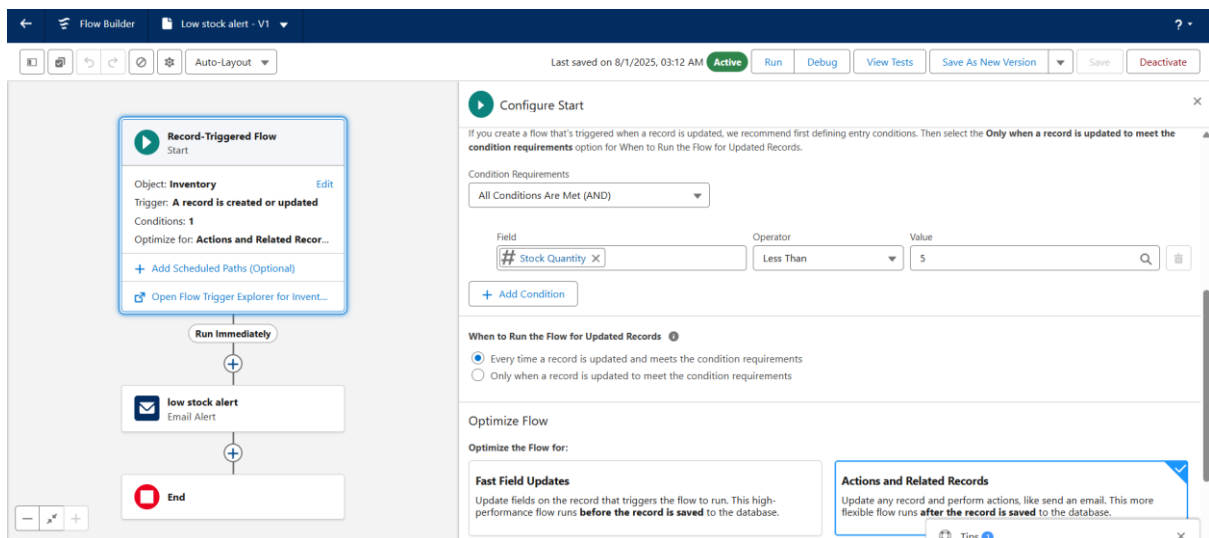 Flow Builder
Low stock alert - V1
?
Auto-Layout
Last saved on 8/1/2025, 03:12 AM
Active
Run
Debug
View Tests
Save As New Version
Save
Deactivate
Record-Triggered Flow
Start
Object: Inventory
Edit
Trigger: A record is created or updated
Conditions: 1
Optimize for: Actions and Related Recor...
+ Add Scheduled Paths (Optional)
Open Flow Trigger Explorer for Invent...
Run Immediately
low stock alert
Email Alert
End
Configure Start
If you create a flow that's triggered when a record is updated, we recommend first defining entry conditions. Then select the Only when a record is updated to meet the
condition requirements option for When to Run the Flow for Updated Records.
Condition Requirements
All Conditions Are Met (AND)
Field
Operator
Value
# Stock Quantity
Less Than
5
+ Add Condition
When to Run the Flow for Updated Records
Every time a record is updated and meets the condition requirements
Only when a record is updated to meet the condition requirements
Optimize Flow
Optimize the Flow for:
Fast Field Updates
Update fields on the record that triggers the flow to run. This high-
performance flow runs before the record is saved to the database.
Actions and Related Records
Update any record and perform actions, like send an email. This more
flexible flow runs after the record is saved to the database.
Tips